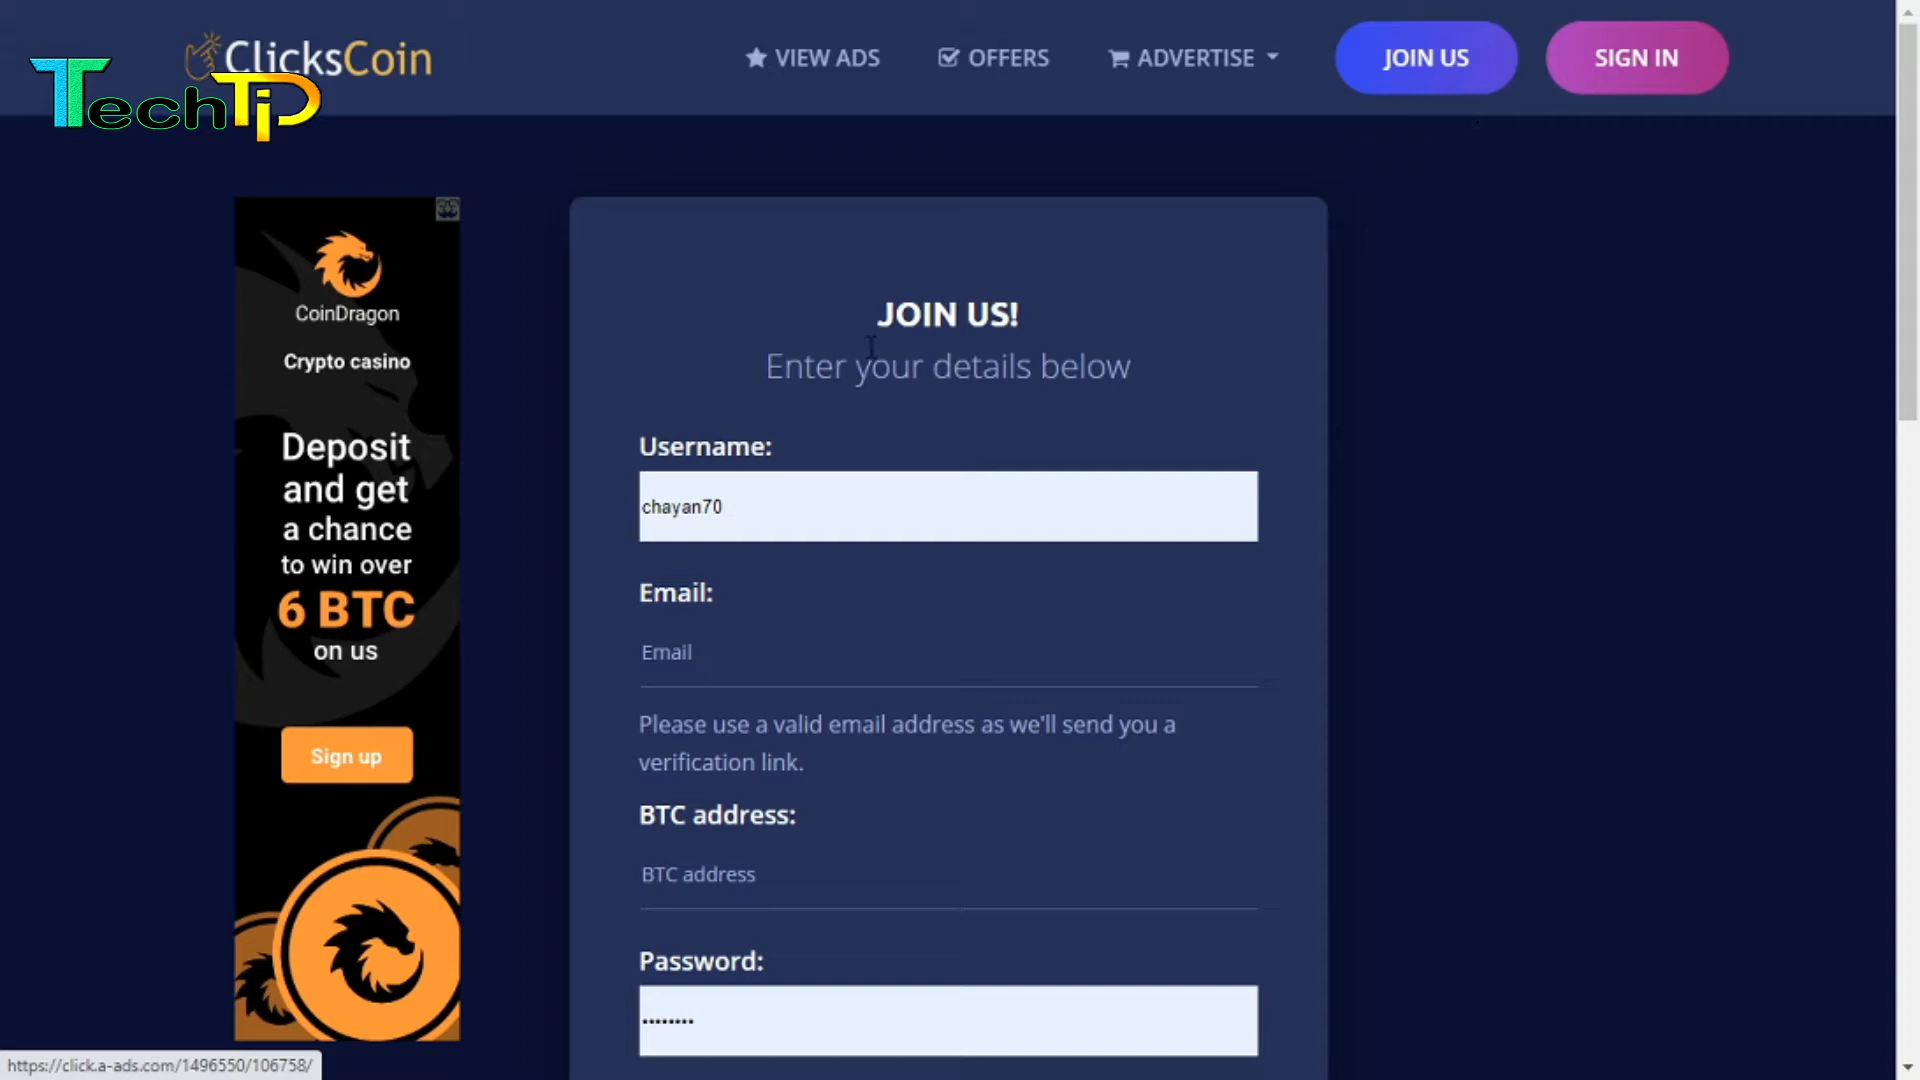 ClicksCoin
TechTip
VIEW ADS
OFFERS
ADVERTISE
JOIN US
SIGN IN
CoinDragon
Crypto casino
Deposit
and get
a chance
to win over
6 BTC
on us
Sign up
JOIN US!
Enter your details below
Username:
chayan70
Email:
Email
Please use a valid email address as we'll send you a
verification link.
BTC address:
BTC address
Password:
••••••••
https://click.a-ads.com/1496550/106758/